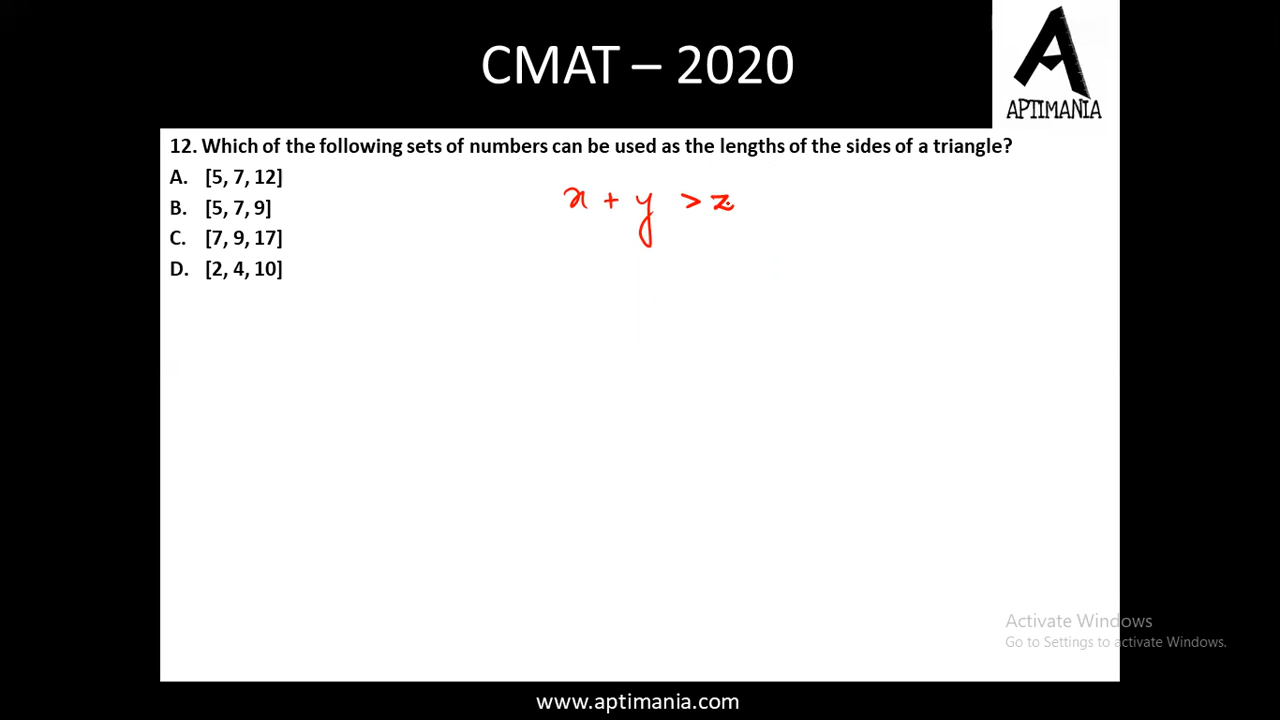 CMAT – 2020
APTIMANIA
12. Which of the following sets of numbers can be used as the lengths of the sides of a triangle?
A. [5, 7, 12]
x + y > z
B. [5, 7, 9]
C. [7, 9, 17]
D. [2, 4, 10]
Activate Windows
Go to Settings to activate Windows.
www.aptimania.com